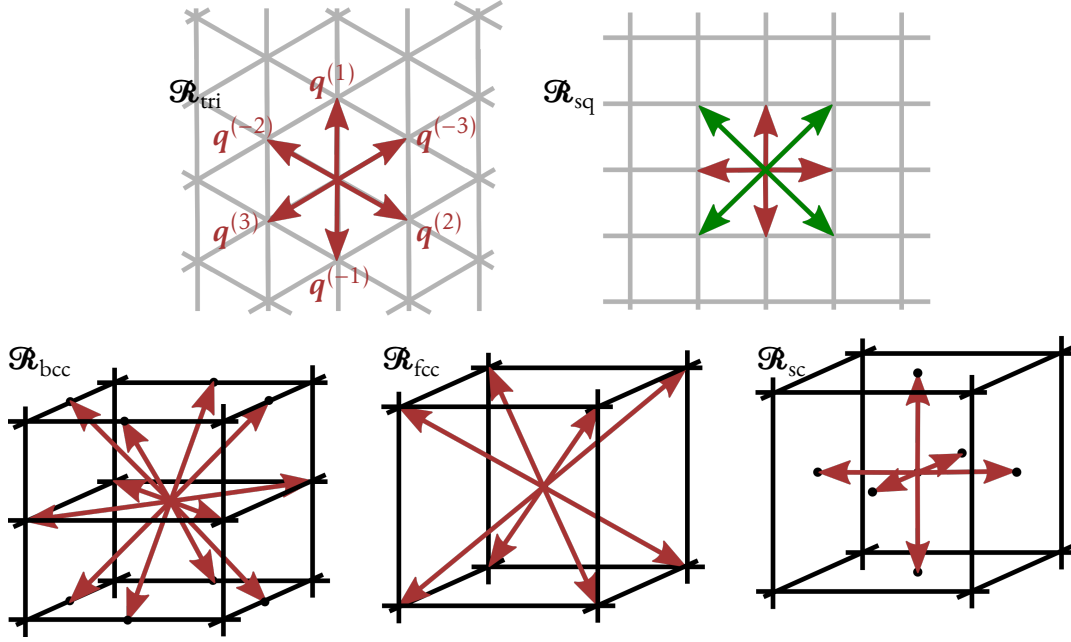 𝓡tri
q⁽¹⁾
q⁽⁻²⁾ q⁽⁻³⁾
q⁽³⁾ q⁽²⁾
q⁽⁻¹⁾
𝓡sq
𝓡bcc
𝓡fcc
𝓡sc